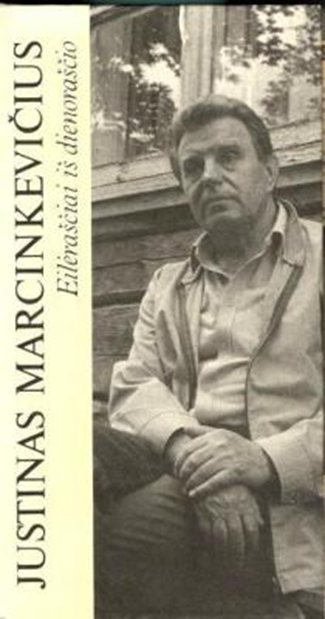 JUSTINAS MARCINKEVIČIUS
Eilėraščiai iš dienoraščio